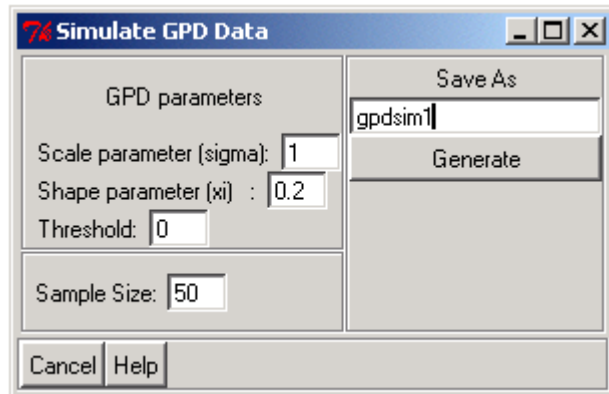 Simulate GPD Data
GPD parameters
Scale parameter (sigma): 1
Shape parameter (xi) : 0.2
Threshold: 0
Sample Size: 50
Save As
gpdsim1
Generate
Cancel Help